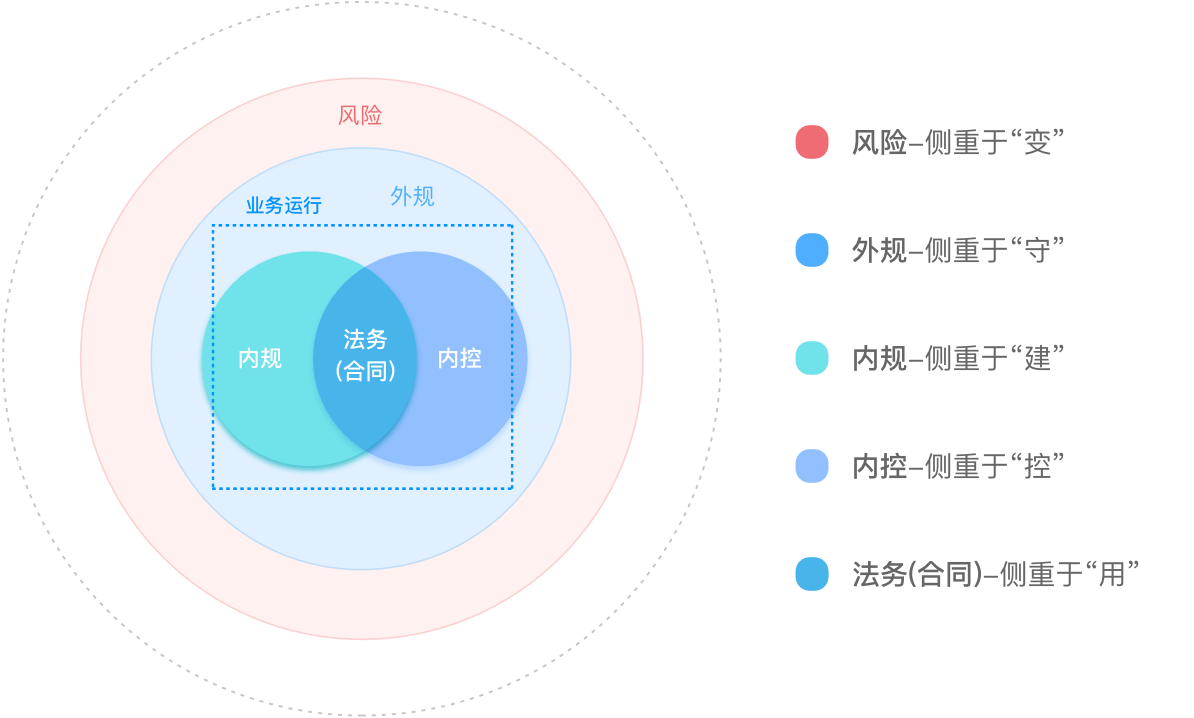 风险
业务运行
外规
内规
法务
(合同)
内控
风险–侧重于“变”
外规–侧重于“守”
内规–侧重于“建”
内控–侧重于“控”
法务(合同)–侧重于“用”